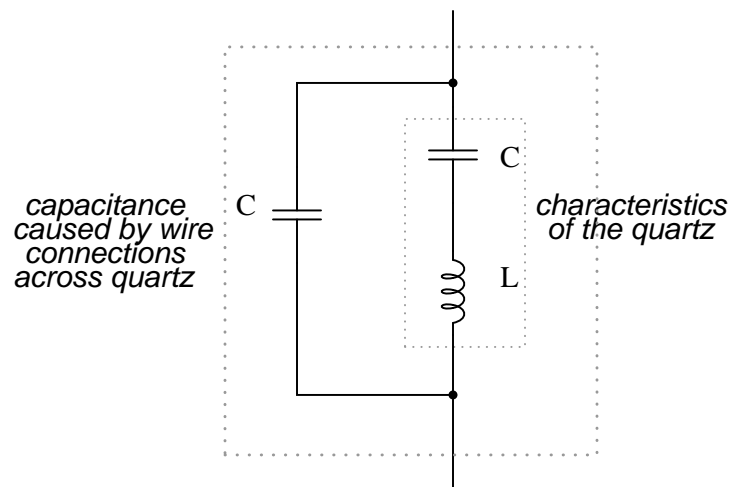 capacitance
caused by wire
connections
across quartz
C
C
L
characteristics
of the quartz